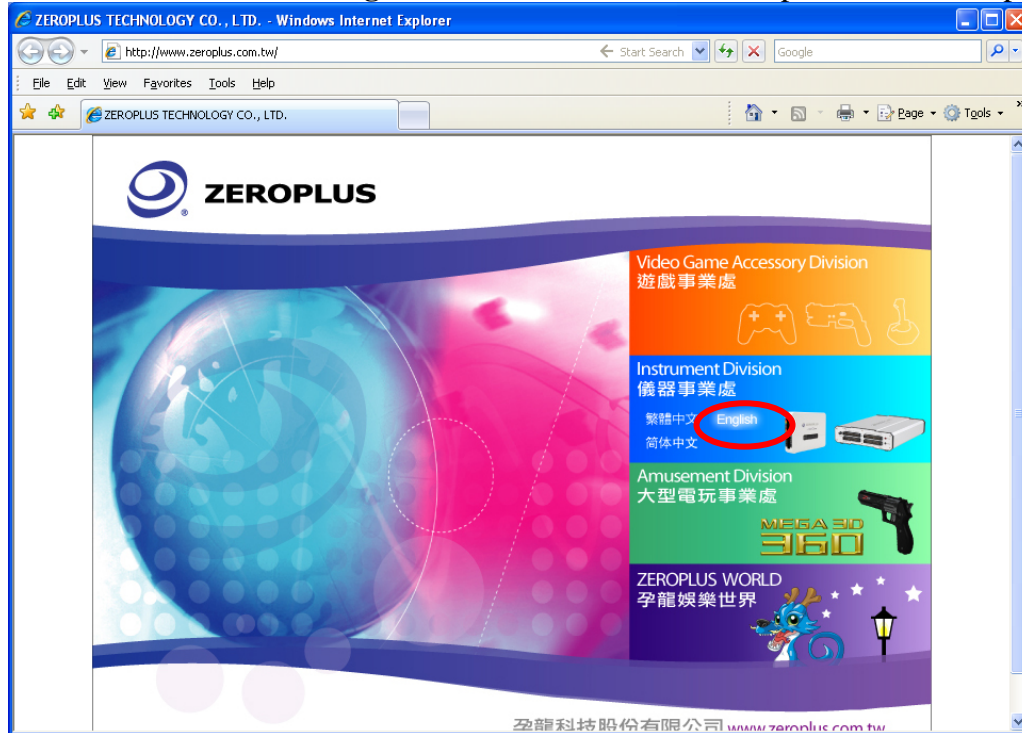 ZEROPLUS TECHNOLOGY CO., LTD. - Windows Internet Explorer
http://www.zeroplus.com.tw/
Start Search
Google
File Edit View Favorites Tools Help
ZEROPLUS TECHNOLOGY CO., LTD.
Page Tools »
ZEROPLUS
Video Game Accessory Division
遊戲事業處
Instrument Division
儀器事業處
繁體中文 English
简体中文
Amusement Division
大型電玩事業處
MEGA 3D
360
ZEROPLUS WORLD
孕龍娛樂世界
孕龍科技股份有限公司 www.zeroplus.com.tw